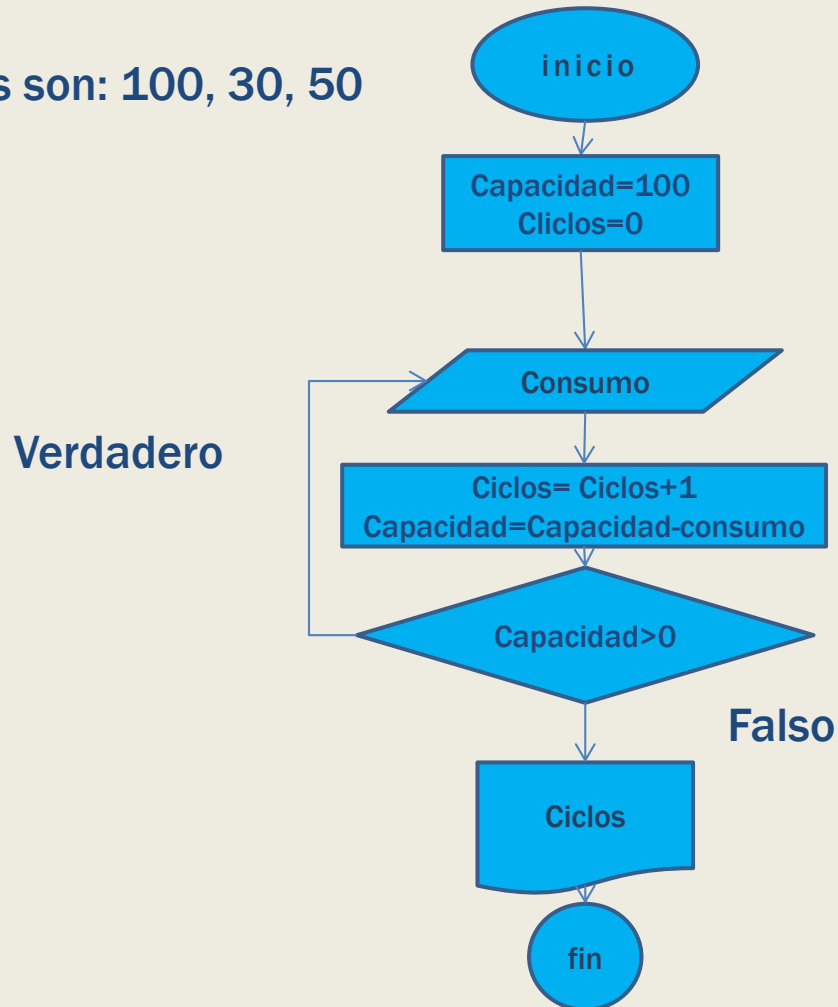 s son: 100, 30, 50
inicio
Capacidad=100
Cliclos=0
Consumo
Verdadero
Ciclos= Ciclos+1
Capacidad=Capacidad-consumo
Capacidad>0
Falso
Ciclos
fin